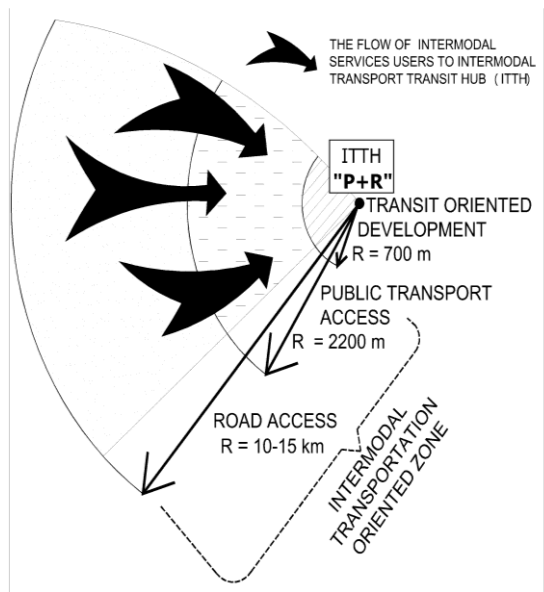 THE FLOW OF INTERMODAL
SERVICES USERS TO INTERMODAL
TRANSPORT TRANSIT HUB ( ITTH)
ITTH
"P+R"
TRANSIT ORIENTED
DEVELOPMENT
R = 700 m
PUBLIC TRANSPORT
ACCESS
R = 2200 m
ROAD ACCESS
R = 10-15 km
INTERMODAL
TRANSPORTATION
ORIENTED ZONE